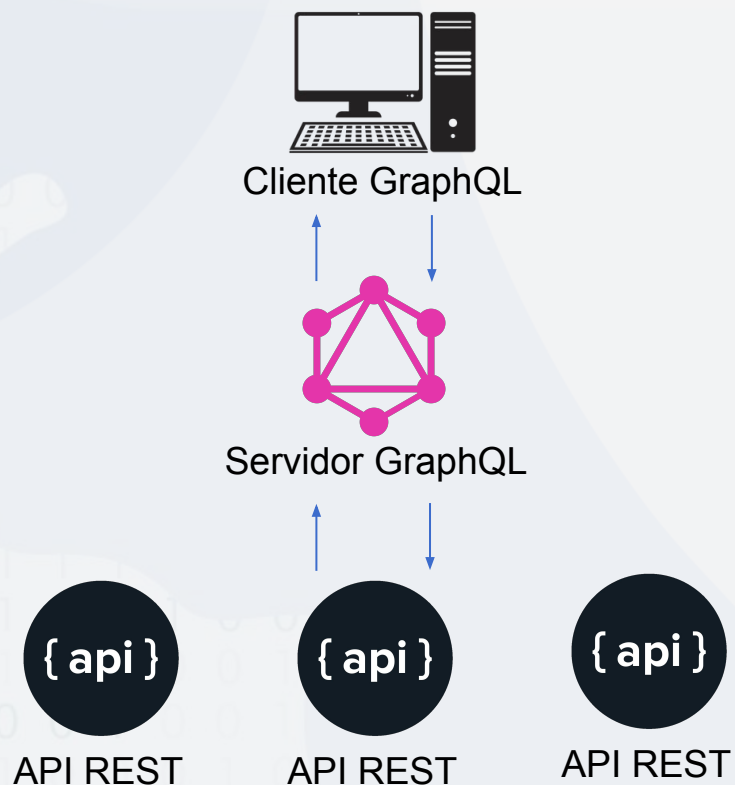 Cliente GraphQL
Servidor GraphQL
{ api }
{ api }
{ api }
API REST
API REST
API REST